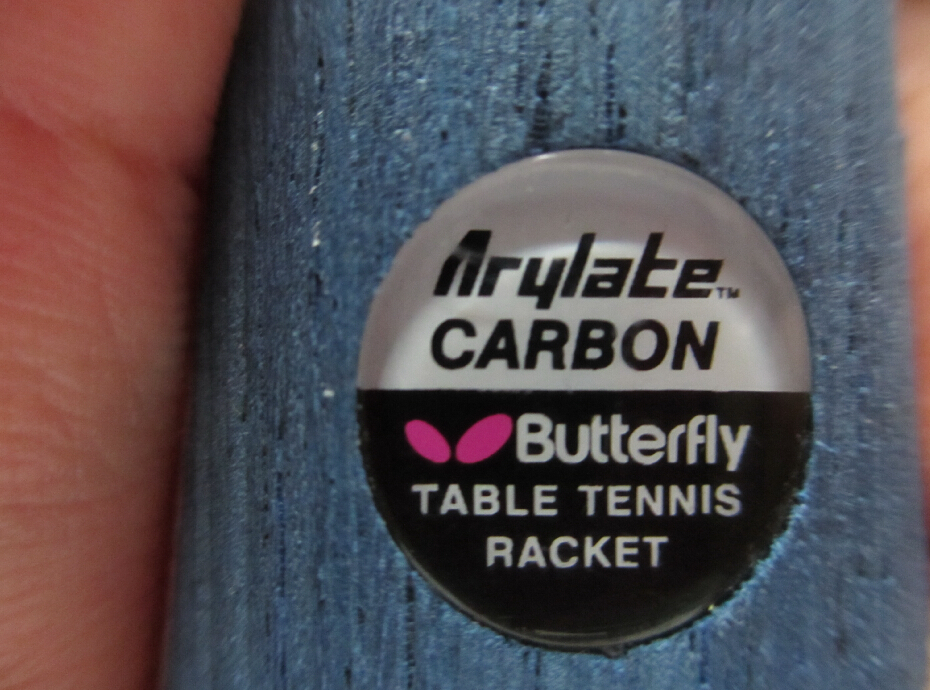 Arylate™
CARBON
Butterfly
TABLE TENNIS
RACKET